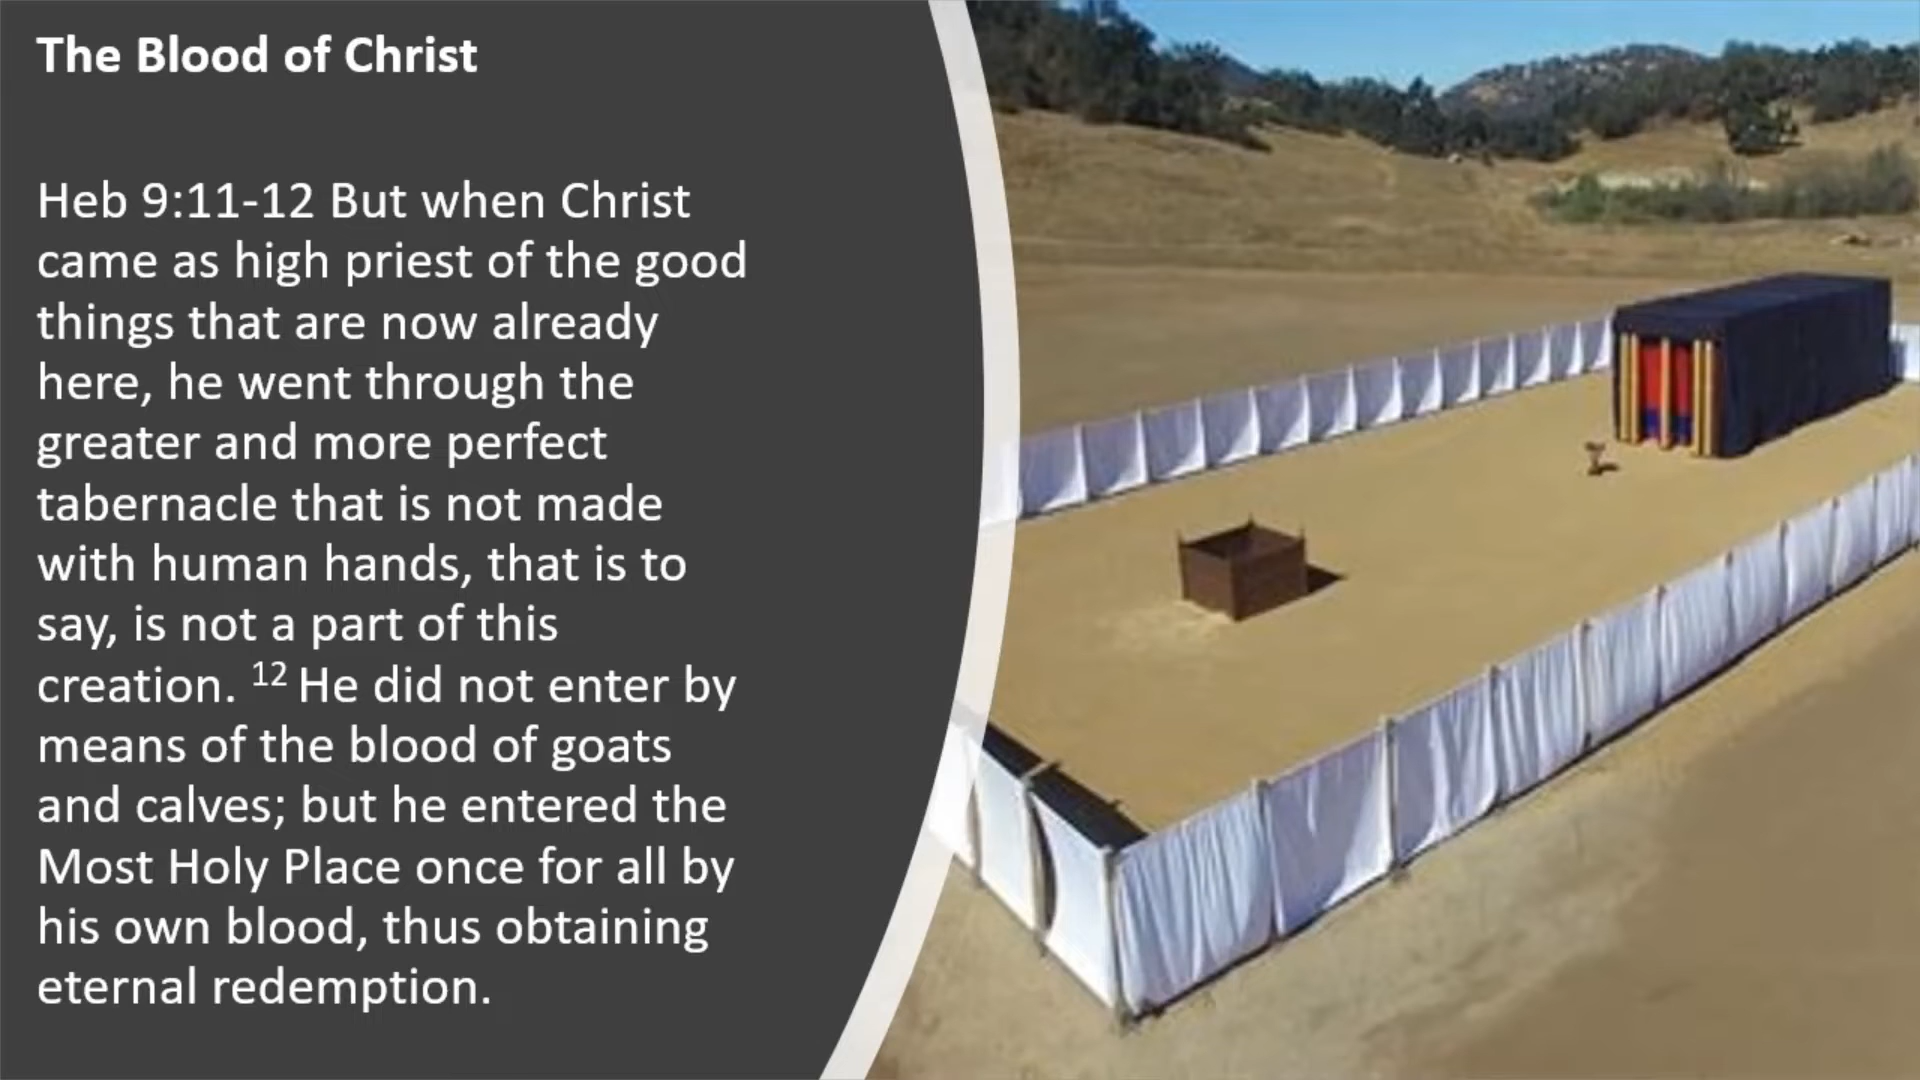 The Blood of Christ
Heb 9:11-12 But when Christ
came as high priest of the good
things that are now already
here, he went through the
greater and more perfect
tabernacle that is not made
with human hands, that is to
say, is not a part of this
creation. 12 He did not enter by
means of the blood of goats
and calves; but he entered the
Most Holy Place once for all by
his own blood, thus obtaining
eternal redemption.